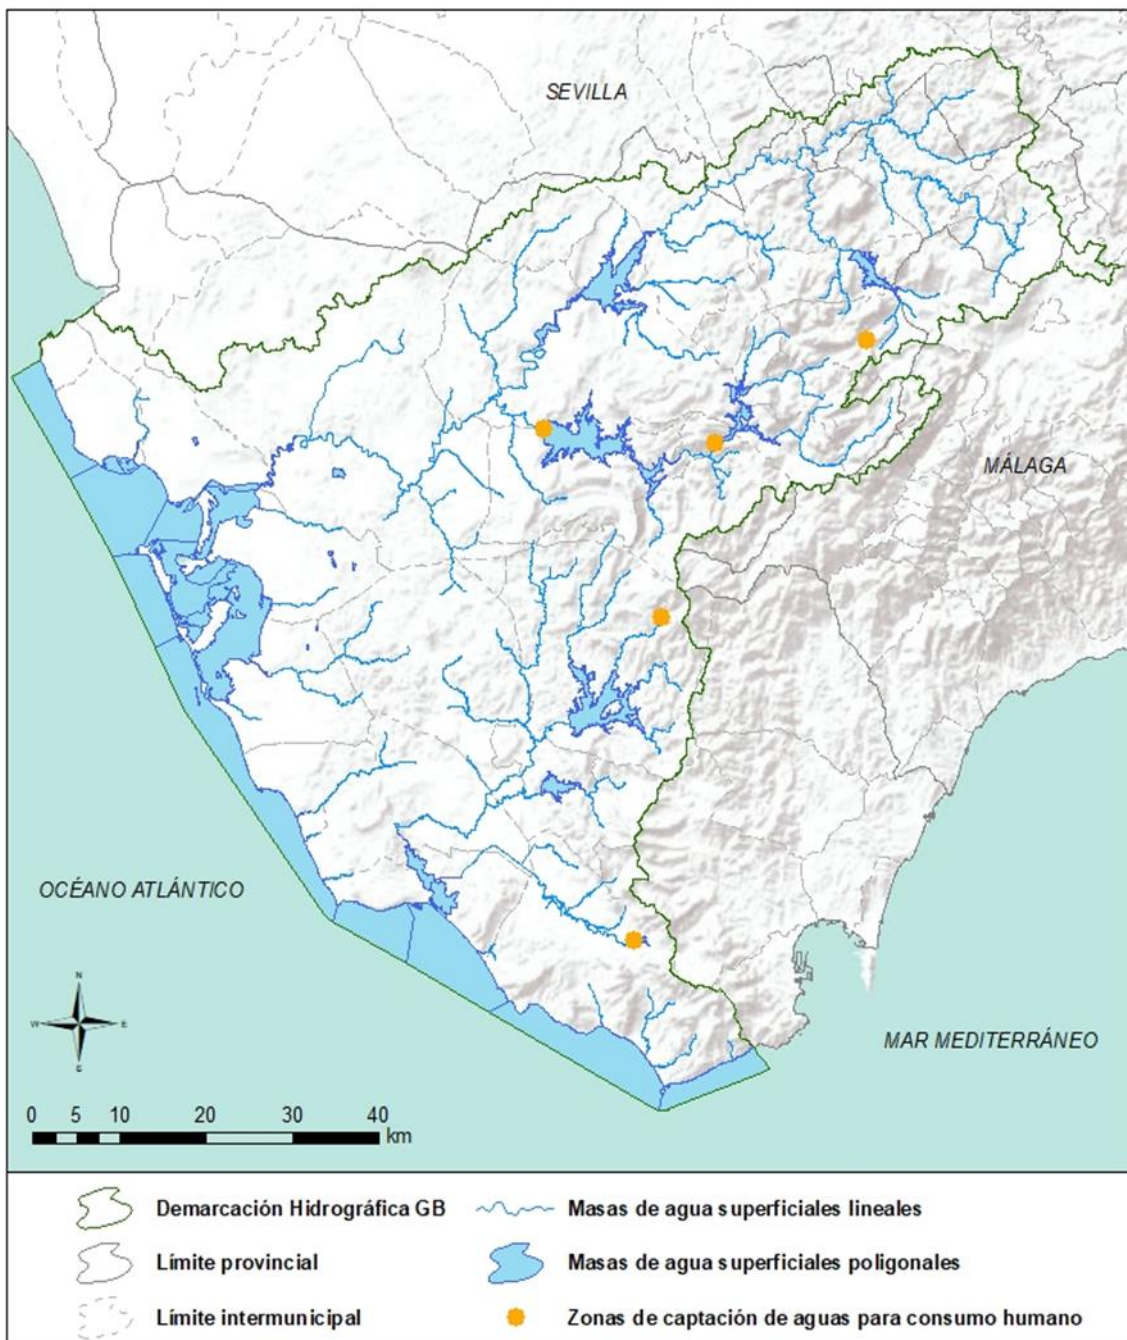 SEVILLA
MÁLAGA
OCÉANO ATLÁNTICO
N
W E
S
MAR MEDITERRÁNEO
0 5 10 20 30 40
km
Demarcación Hidrográfica GB
Masas de agua superficiales lineales
Límite provincial
Masas de agua superficiales poligonales
Límite intermunicipal
Zonas de captación de aguas para consumo humano